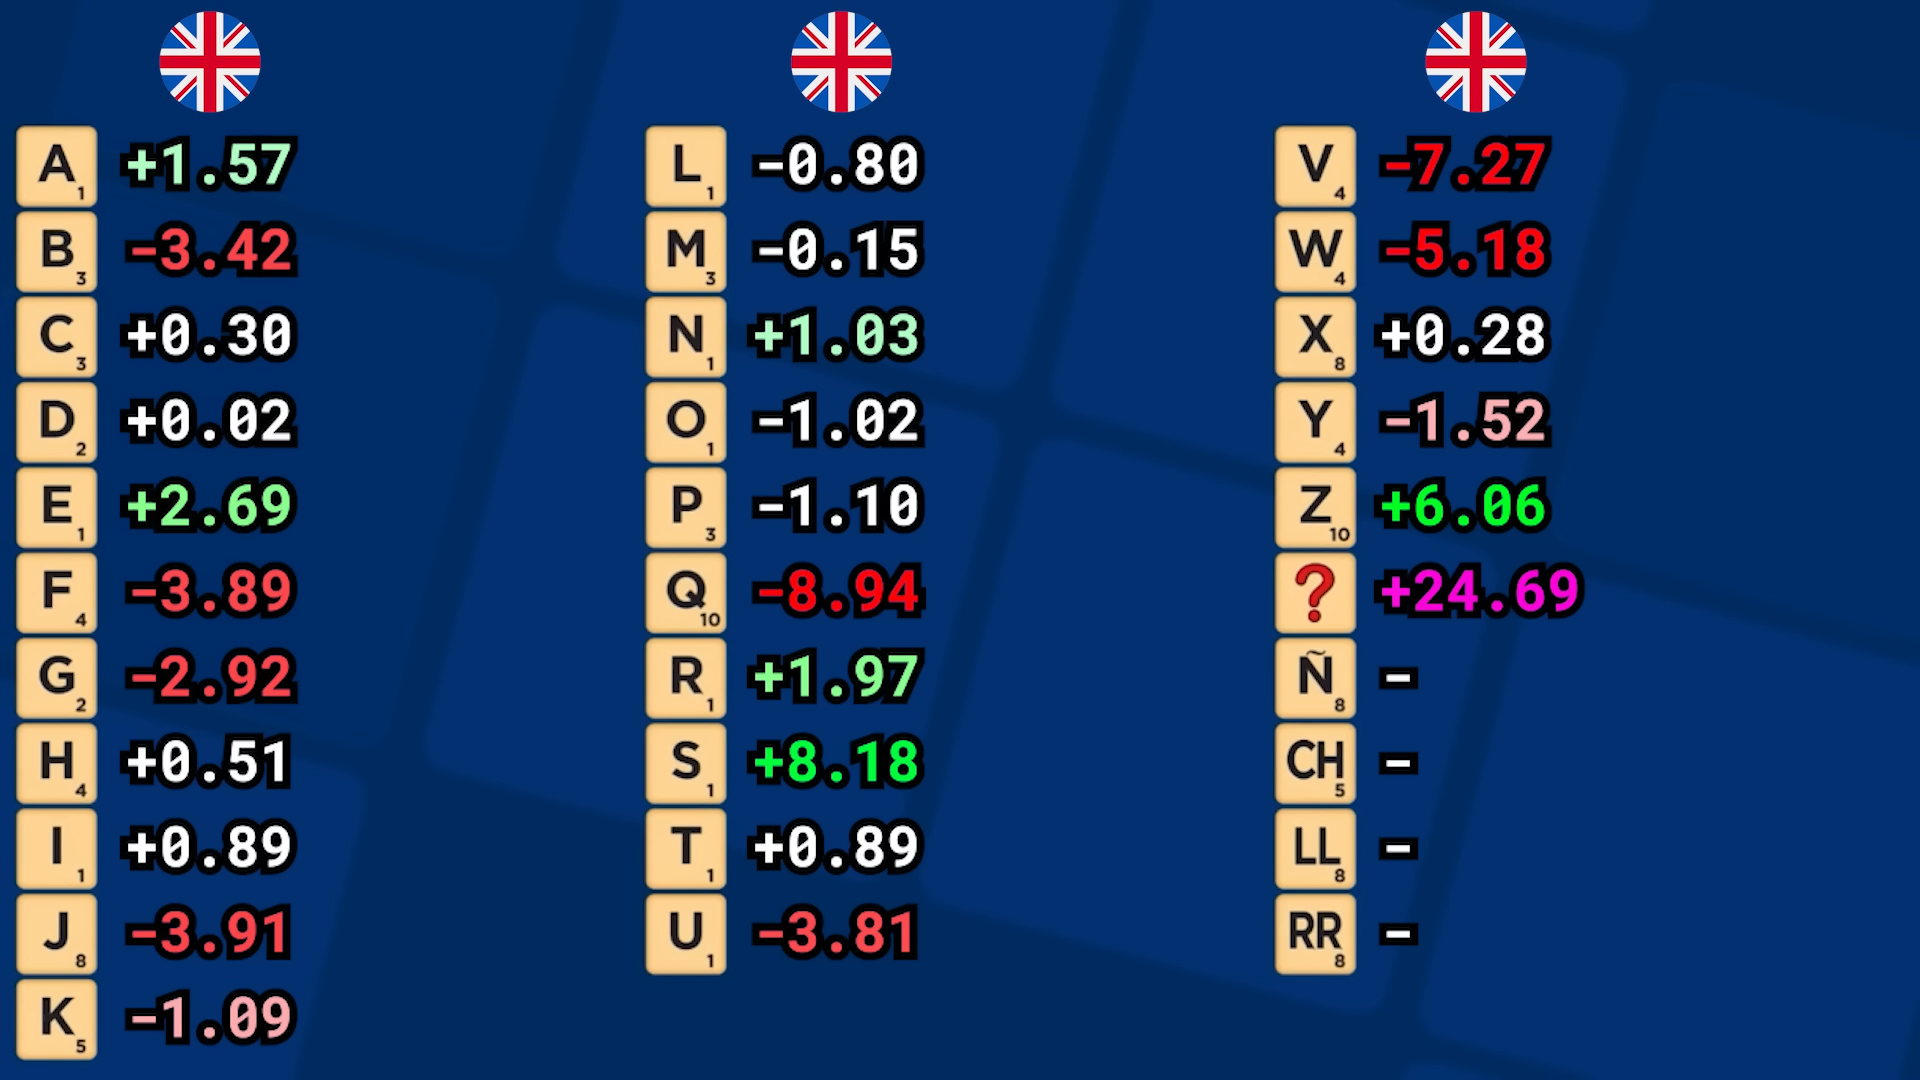 A 1 +1.57
B 3 -3.42
C 3 +0.30
D 2 +0.02
E 1 +2.69
F 4 -3.89
G 2 -2.92
H 4 +0.51
I 1 +0.89
J 8 -3.91
K 5 -1.09
L 1 -0.80
M 3 -0.15
N 1 +1.03
O 1 -1.02
P 3 -1.10
Q 10 -8.94
R 1 +1.97
S 1 +8.18
T 1 +0.89
U 1 -3.81
V 4 -7.27
W 4 -5.18
X 8 +0.28
Y 4 -1.52
Z 10 +6.06
? +24.69
Ñ 8 -
CH 5 -
LL 8 -
RR 8 -